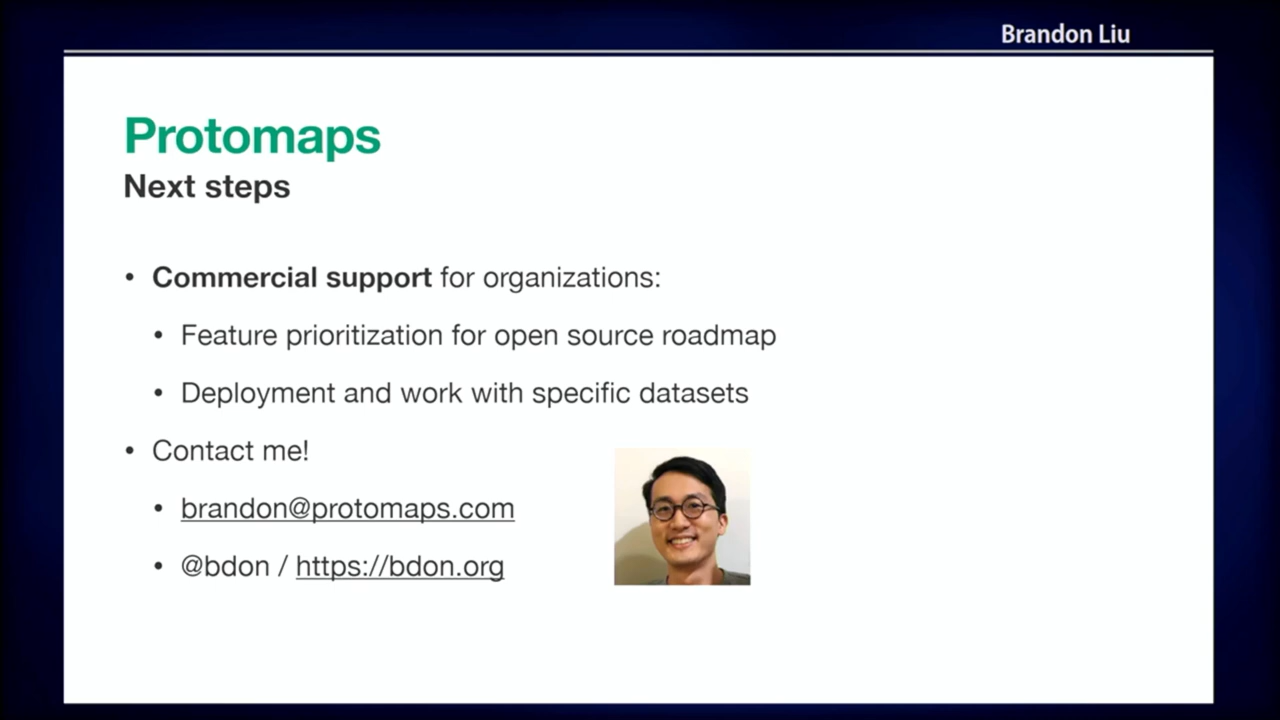 Brandon Liu
Protomaps
Next steps
• Commercial support for organizations:
• Feature prioritization for open source roadmap
• Deployment and work with specific datasets
• Contact me!
• brandon@protomaps.com
• @bdon / https://bdon.org